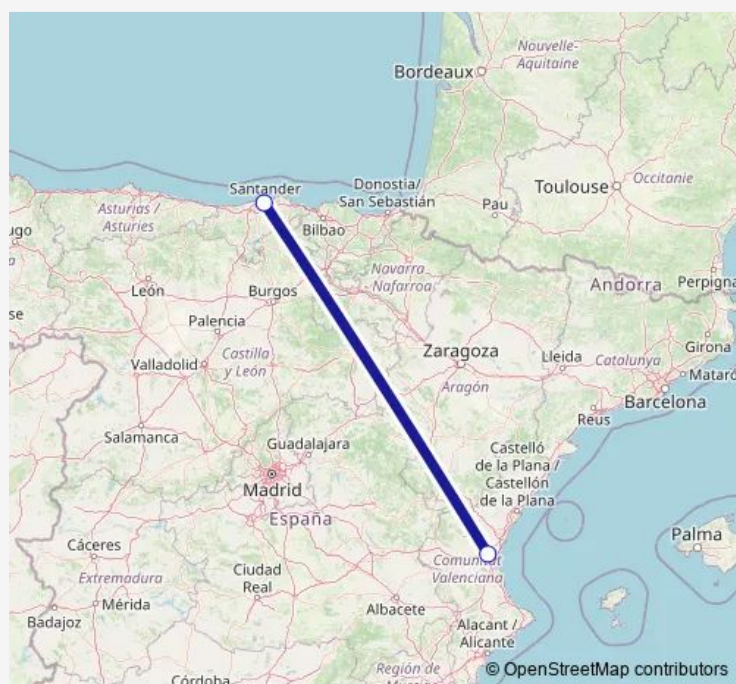 Nouvelle-
Aquitaine
Bordeaux
Toulouse
Occitanie
Santander
Donostia/
San Sebastián
Pau
Asturias /
Asturies
Bilbao
ugo
Navarra
- Nafarroa
Andorra
Perpigna
León
Burgos
se
Palencia
Castilla
y León
Zaragoza
Aragón
Lleida
Catalunya
Girona
Mataró
Valladolid
Barcelona
Reus
Salamanca
Guadalajara
Castelló
de la Plana /
Castellón
de la Plana
Madrid
España
Palma
Cáceres
Extremadura
Comunitat
Valenciana
Ciudad
Real
Mérida
Albacete
Badajoz
Alacant /
Alicante
Región de
Córdoba
© OpenStreetMap contributors